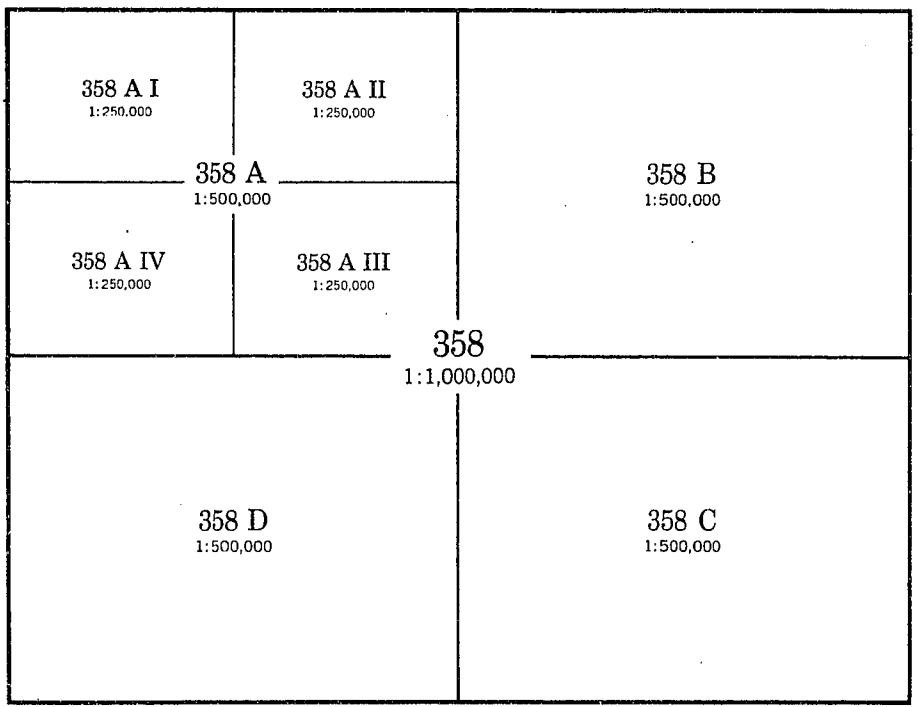 358 A I
1:250,000
358 A II
1:250,000
358 A
1:500,000
358 B
1:500,000
358 A IV
1:250,000
358 A III
1:250,000
358
1:1,000,000
358 D
1:500,000
358 C
1:500,000